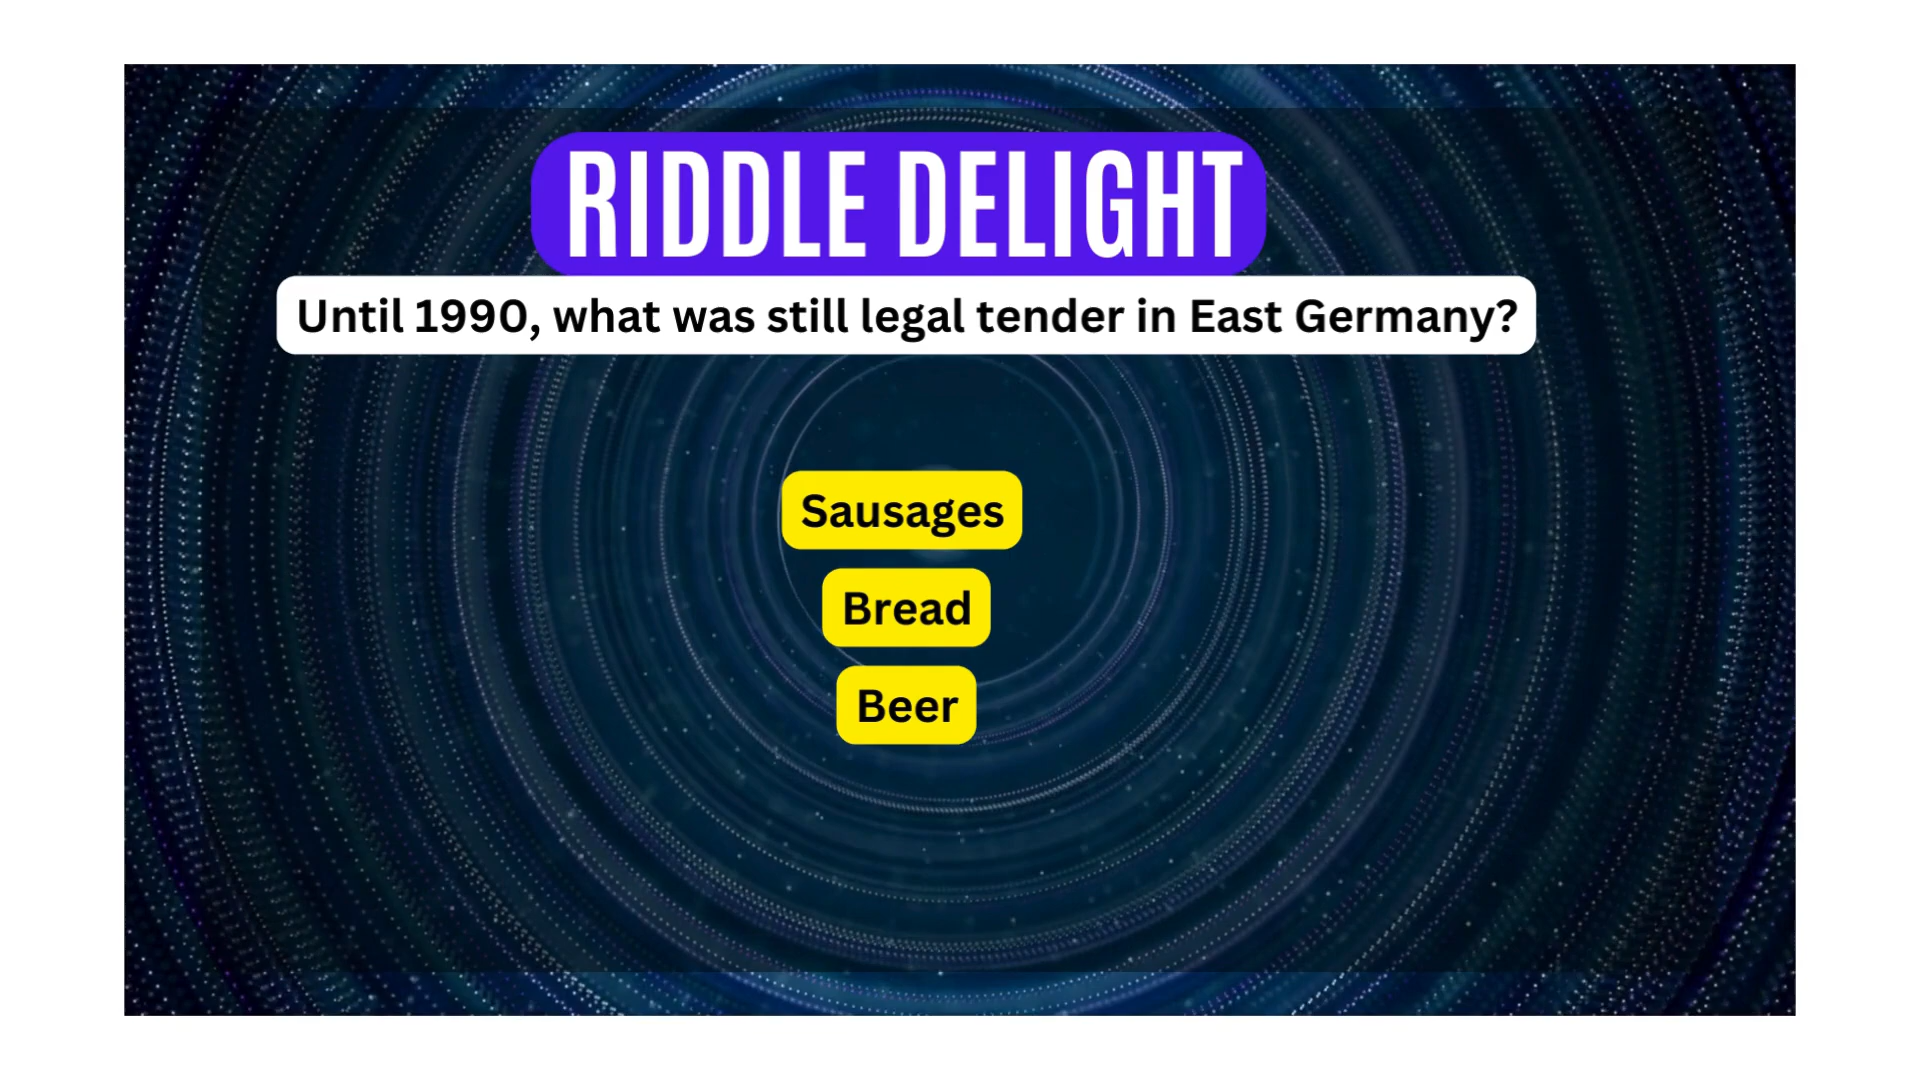 RIDDLE DELIGHT
Until 1990, what was still legal tender in East Germany?
Sausages
Bread
Beer